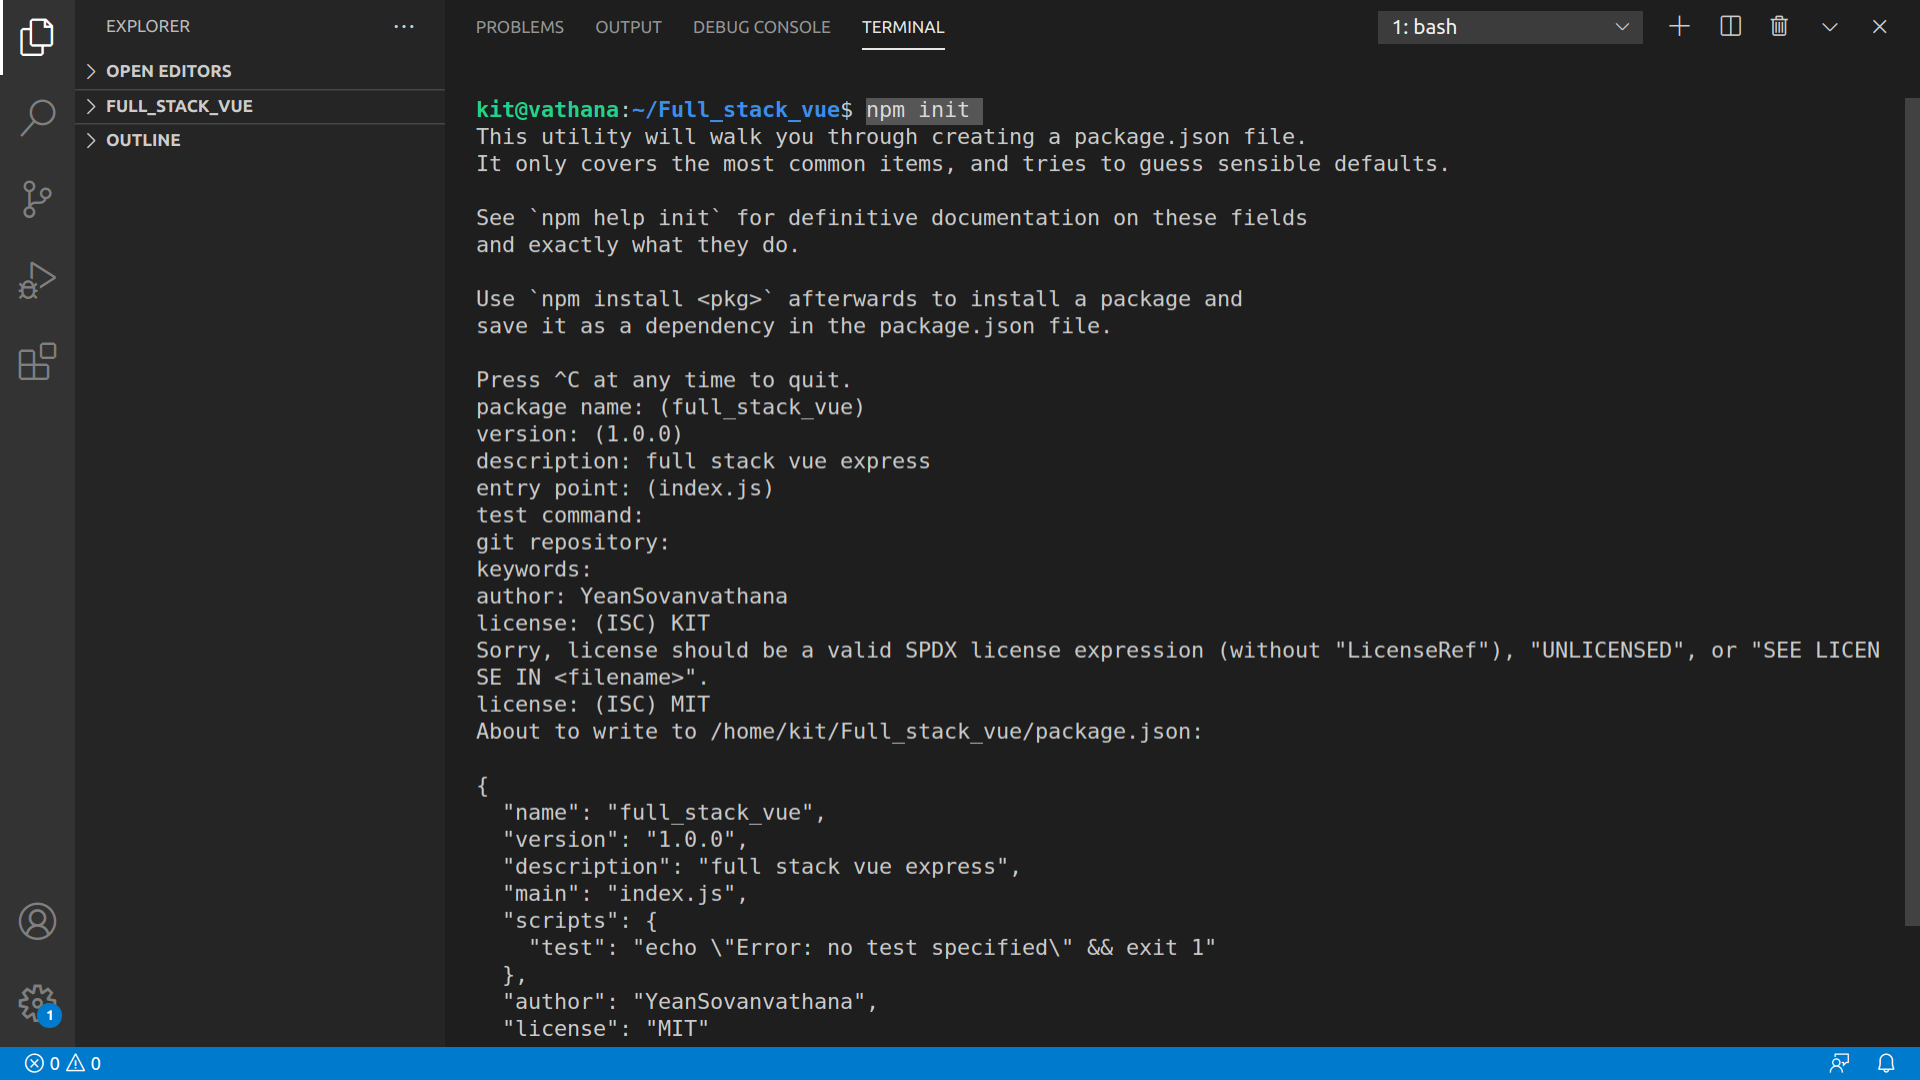 EXPLORER
OPEN EDITORS
FULL_STACK_VUE
OUTLINE
PROBLEMS OUTPUT DEBUG CONSOLE TERMINAL
1: bash
kit@vathana:~/Full_stack_vue$ npm init
This utility will walk you through creating a package.json file.
It only covers the most common items, and tries to guess sensible defaults.
See `npm help init` for definitive documentation on these fields
and exactly what they do.
Use `npm install <pkg>` afterwards to install a package and
save it as a dependency in the package.json file.
Press ^C at any time to quit.
package name: (full_stack_vue)
version: (1.0.0)
description: full stack vue express
entry point: (index.js)
test command:
git repository:
keywords:
author: YeanSovanvathana
license: (ISC) KIT
Sorry, license should be a valid SPDX license expression (without "LicenseRef"), "UNLICENSED", or "SEE LICEN
SE IN <filename>".
license: (ISC) MIT
About to write to /home/kit/Full_stack_vue/package.json:
{
"name": "full_stack_vue",
"version": "1.0.0",
"description": "full stack vue express",
"main": "index.js",
"scripts": {
"test": "echo \"Error: no test specified\" && exit 1"
},
"author": "YeanSovanvathana",
"license": "MIT"
1
0 0